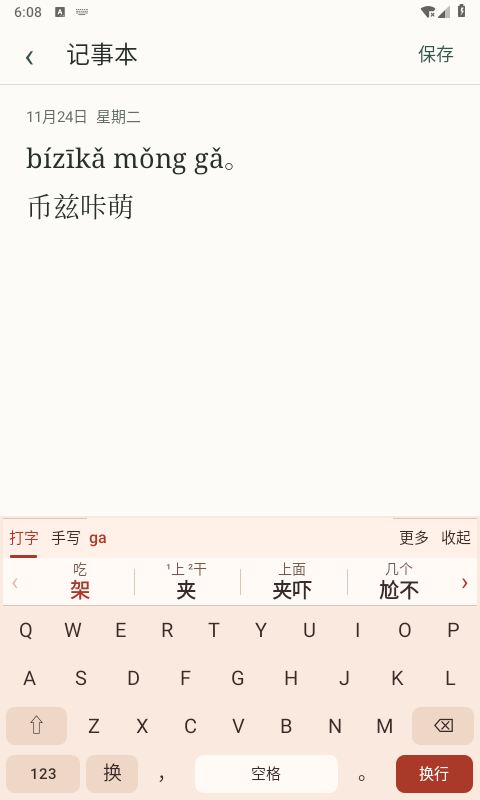 6:08
‹ 记事本 保存
11月24日 星期二
bízīkǎ mǒng gǎ。
币兹咔萌
打字 手写 ga 更多 收起
吃 ¹上 ²干 上面 几个
‹ 架 夹 夹吓 尬不 ›
Q W E R T Y U I O P
A S D F G H J K L
Z X C V B N M
123 换 ， 空格 。 换行